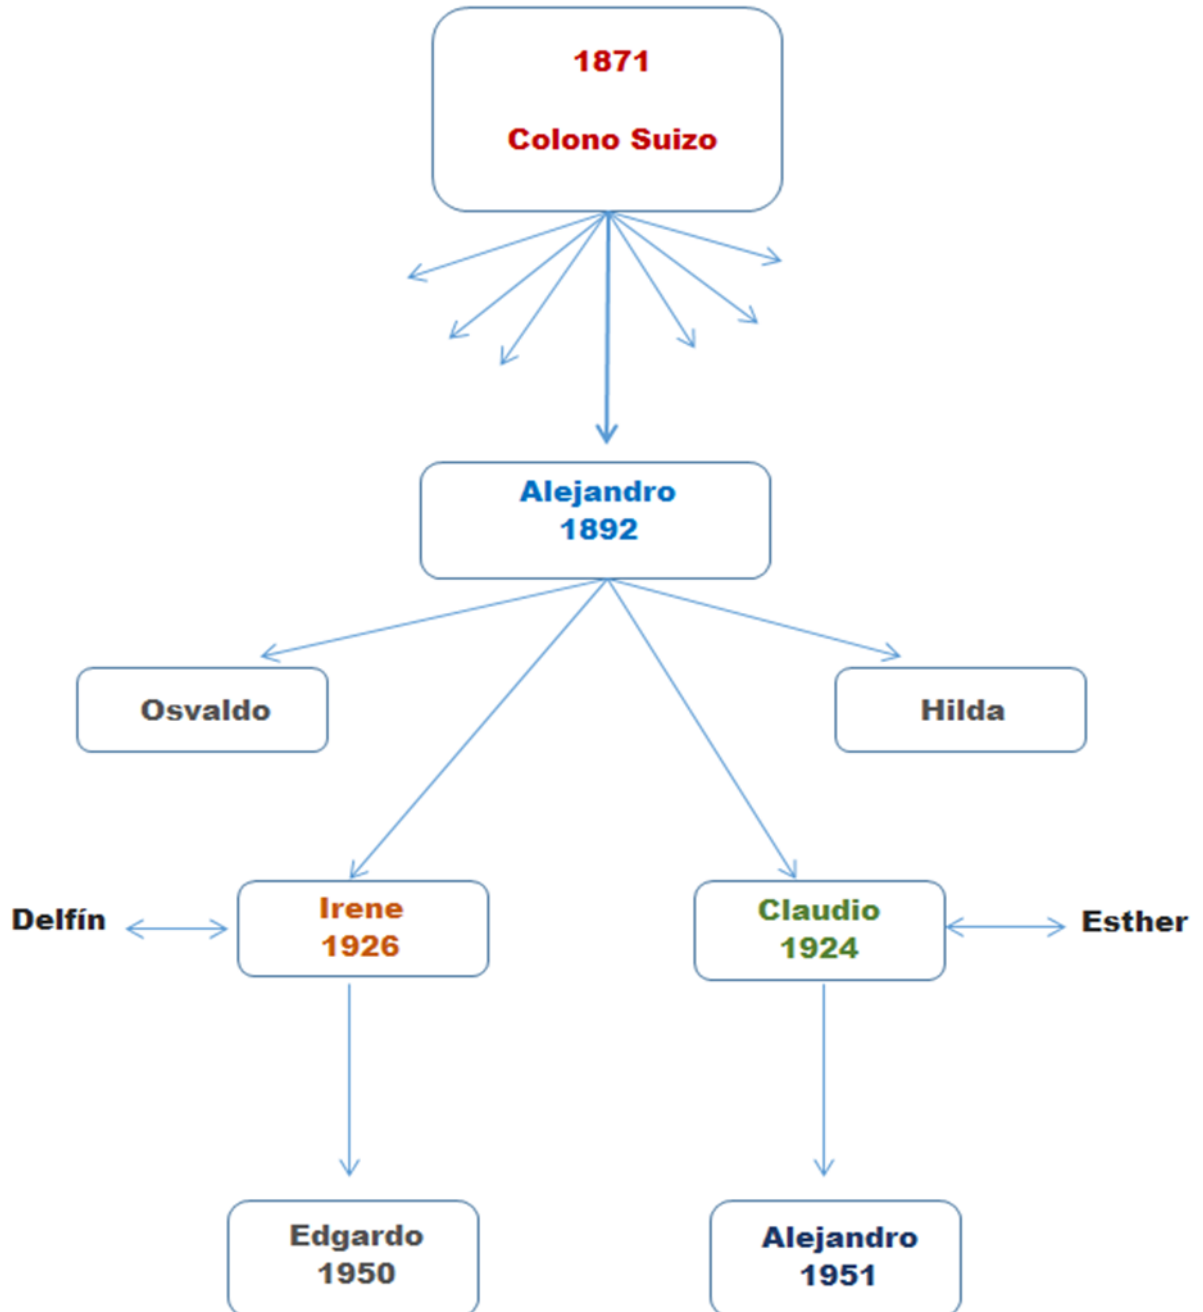 1871
Colono Suizo
Alejandro
1892
Osvaldo
Hilda
Delfín
Irene
1926
Claudio
1924
Esther
Edgardo
1950
Alejandro
1951